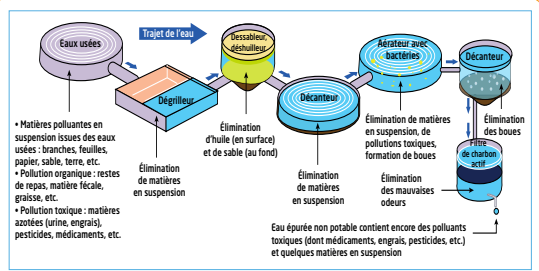 Eaux usées
Trajet de l'eau
Dessableur,
déshuileur
Aérateur avec
bactéries
Décanteur
Dégrilleur
Décanteur
• Matières polluantes en
suspension issues des eaux
usées : branches, feuilles,
papier, sable, terre, etc.
• Pollution organique : restes
de repas, matière fécale,
graisse, etc.
• Pollution toxique : matières
azotées (urine, engrais),
pesticides, médicaments, etc.
Élimination
de matières
en suspension
Élimination
d'huile (en surface)
et de sable (au fond)
Élimination
de matières
en suspension
Élimination de matières
en suspension, de
pollutions toxiques,
formation de boues
Élimination
des boues
Filtre
de charbon
actif
Élimination
des mauvaises
odeurs
Eau épurée non potable contient encore des polluants
toxiques (dont médicaments, engrais, pesticides, etc.)
et quelques matières en suspension